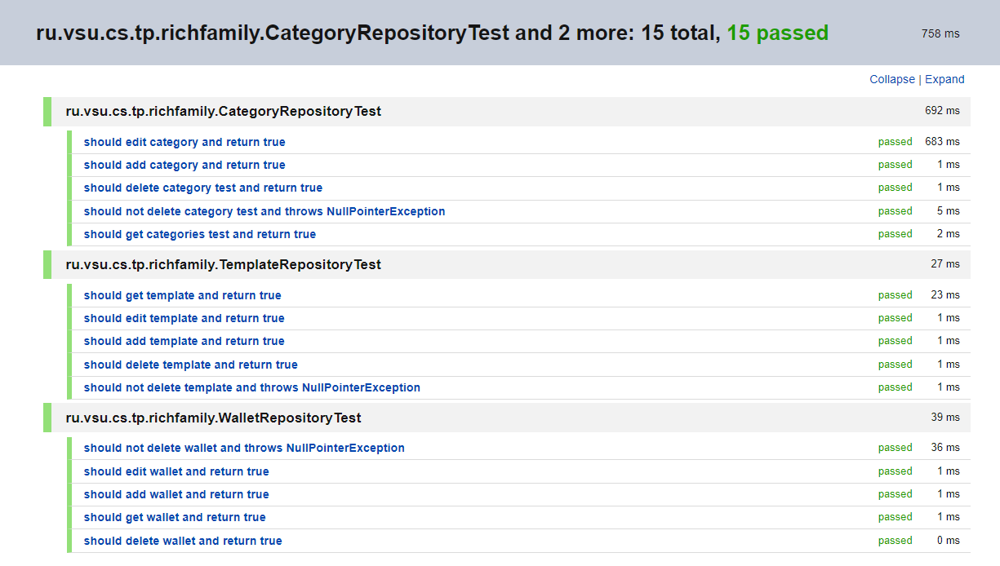 ru.vsu.cs.tp.richfamily.CategoryRepositoryTest and 2 more: 15 total, 15 passed 758 ms
Collapse | Expand
ru.vsu.cs.tp.richfamily.CategoryRepositoryTest 692 ms
should edit category and return true passed 683 ms
should add category and return true passed 1 ms
should delete category test and return true passed 1 ms
should not delete category test and throws NullPointerException passed 5 ms
should get categories test and return true passed 2 ms
ru.vsu.cs.tp.richfamily.TemplateRepositoryTest 27 ms
should get template and return true passed 23 ms
should edit template and return true passed 1 ms
should add template and return true passed 1 ms
should delete template and return true passed 1 ms
should not delete template and throws NullPointerException passed 1 ms
ru.vsu.cs.tp.richfamily.WalletRepositoryTest 39 ms
should not delete wallet and throws NullPointerException passed 36 ms
should edit wallet and return true passed 1 ms
should add wallet and return true passed 1 ms
should get wallet and return true passed 1 ms
should delete wallet and return true passed 0 ms